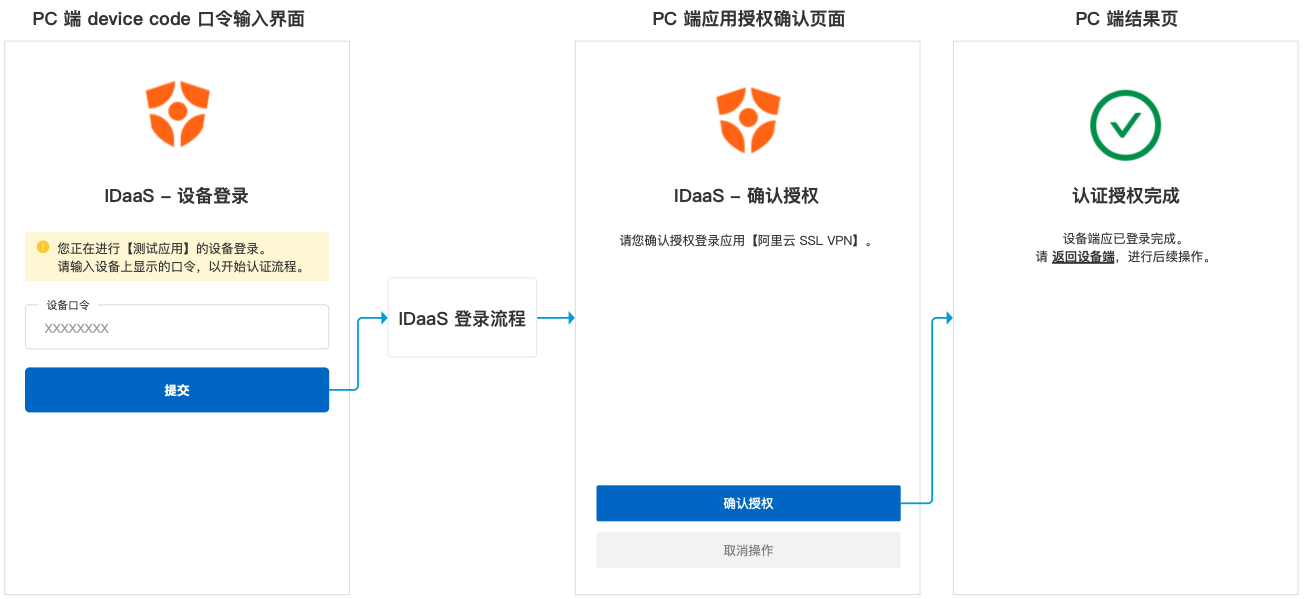 PC 端 device code 口令输入界面
IDaaS – 设备登录
您正在进行【测试应用】的设备登录。
请输入设备上显示的口令，以开始认证流程。
设备口令
XXXXXXXX
提交
IDaaS 登录流程
PC 端应用授权确认页面
IDaaS – 确认授权
请您确认授权登录应用【阿里云 SSL VPN】。
确认授权
取消操作
PC 端结果页
认证授权完成
设备端应已登录完成。
请 返回设备端，进行后续操作。